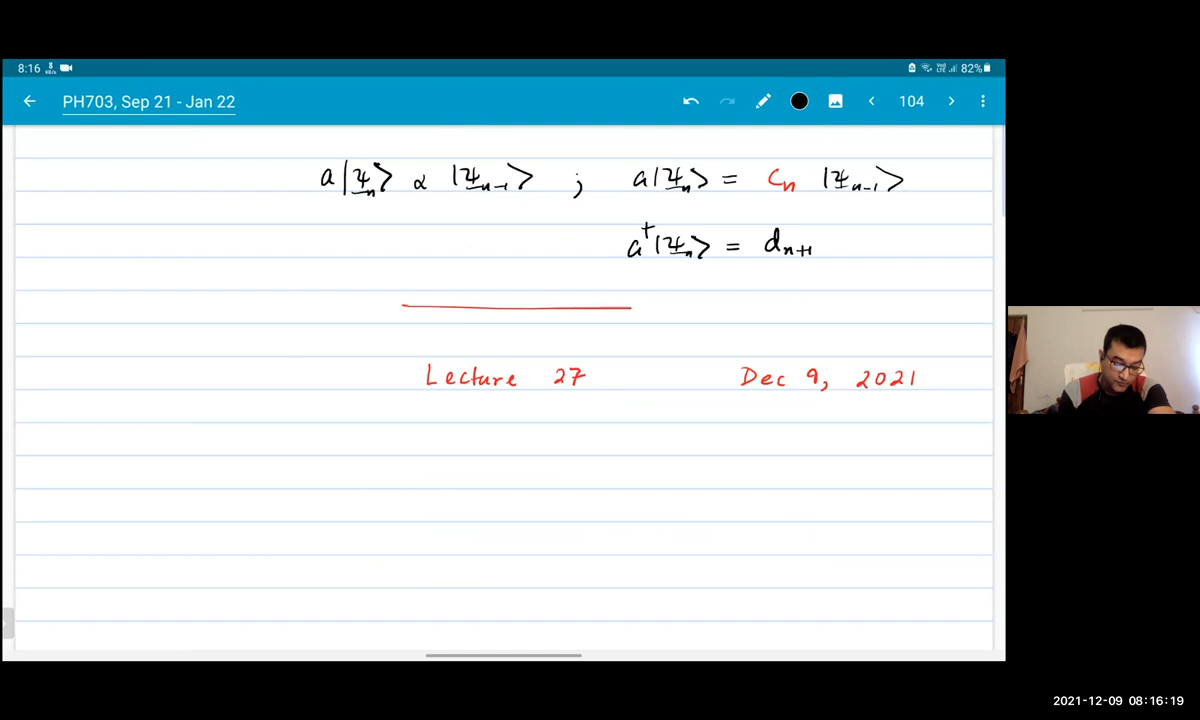 8:16 82%
PH703, Sep 21 - Jan 22 104
a|Ψn> ∝ |Ψn-1> ; a|Ψn> = Cn |Ψn-1>
a†|Ψn> = dn+1
Lecture 27 Dec 9, 2021
2021-12-09 08:16:19